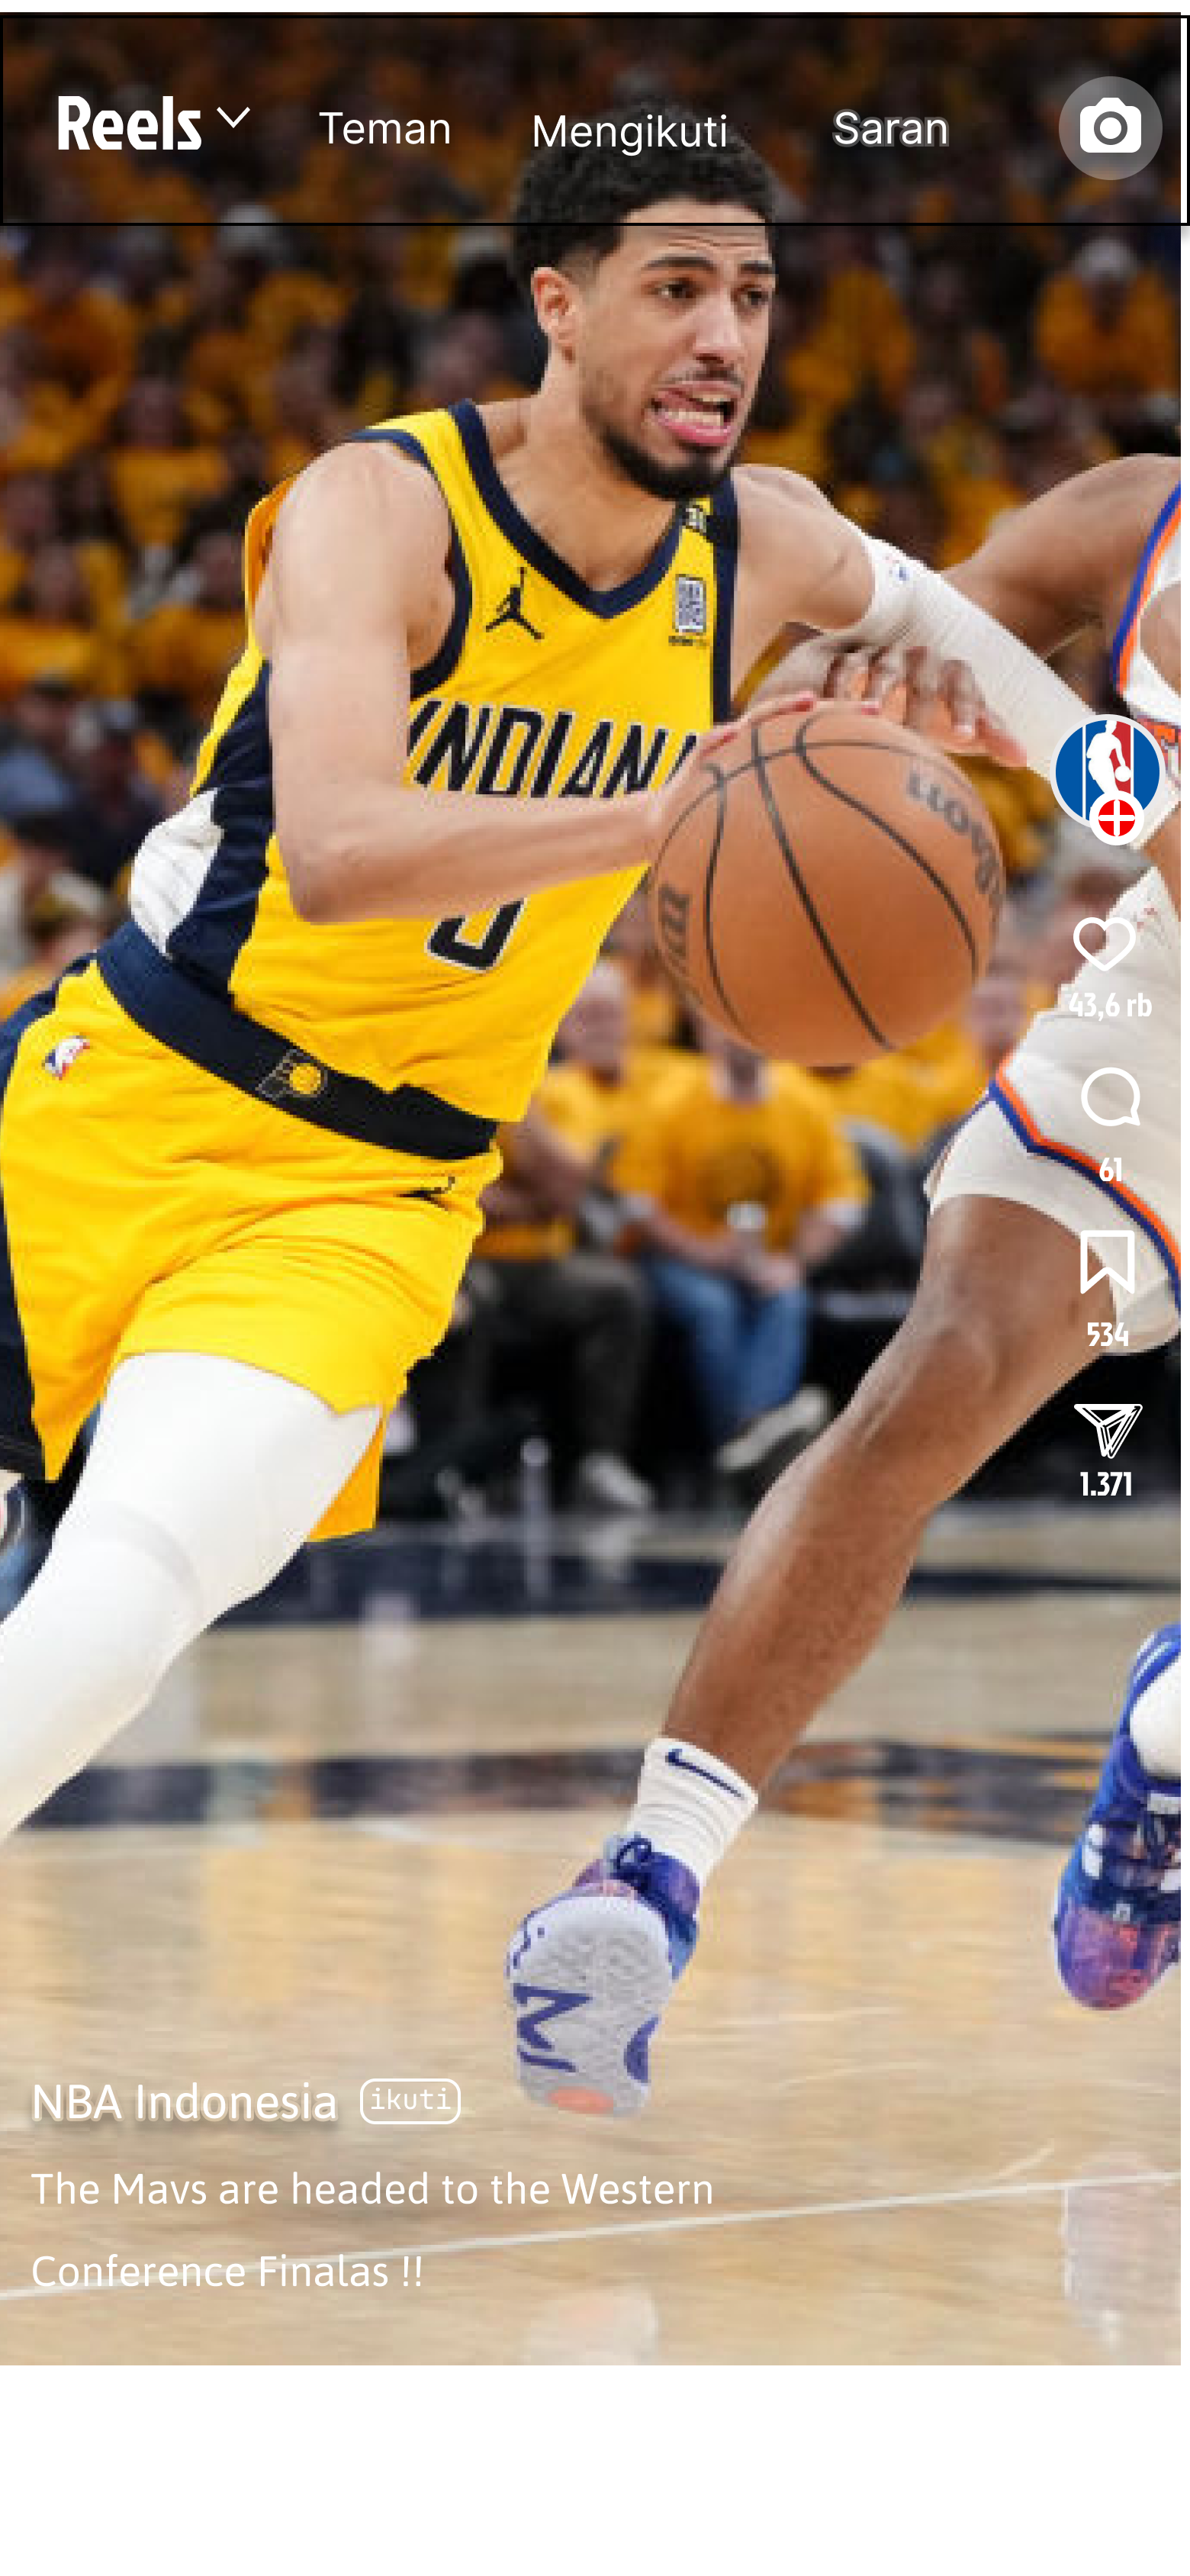 Reels Teman Mengikuti Saran
INDIANA
0
43,6 rb
61
534
1.371
NBA Indonesia ikuti
The Mavs are headed to the Western
Conference Finalas !!